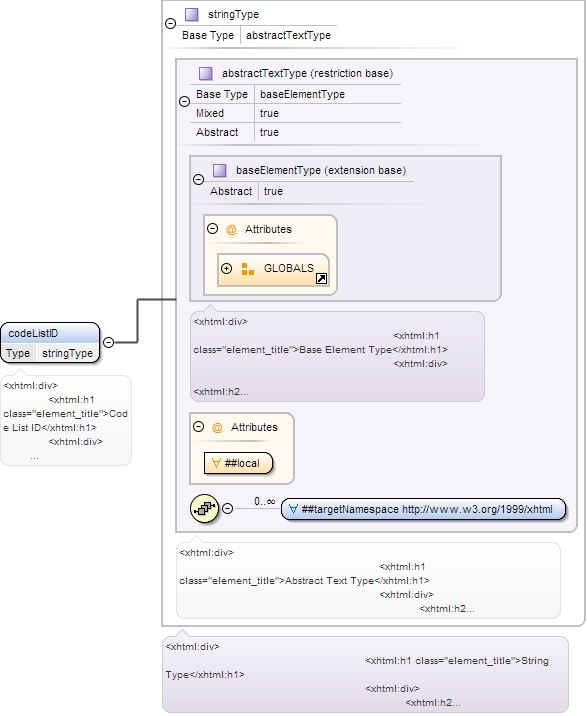 stringType
Base Type abstractTextType
abstractTextType (restriction base)
Base Type baseElementType
Mixed true
Abstract true
baseElementType (extension base)
Abstract true
@ Attributes
GLOBALS
codeListID
Type stringType
<xhtml:div>
<xhtml:h1
class="element_title">Cod
e List ID</xhtml:h1>
<xhtml:div>
...
<xhtml:div>
<xhtml:h1
class="element_title">Base Element Type</xhtml:h1>
<xhtml:div>
<xhtml:h2...
@ Attributes
∀ ##local
0..∞
∀ ##targetNamespace http://www.w3.org/1999/xhtml
<xhtml:div>
<xhtml:h1
class="element_title">Abstract Text Type</xhtml:h1>
<xhtml:div>
<xhtml:h2...
<xhtml:div>
<xhtml:h1 class="element_title">String
Type</xhtml:h1>
<xhtml:div>
<xhtml:h2...